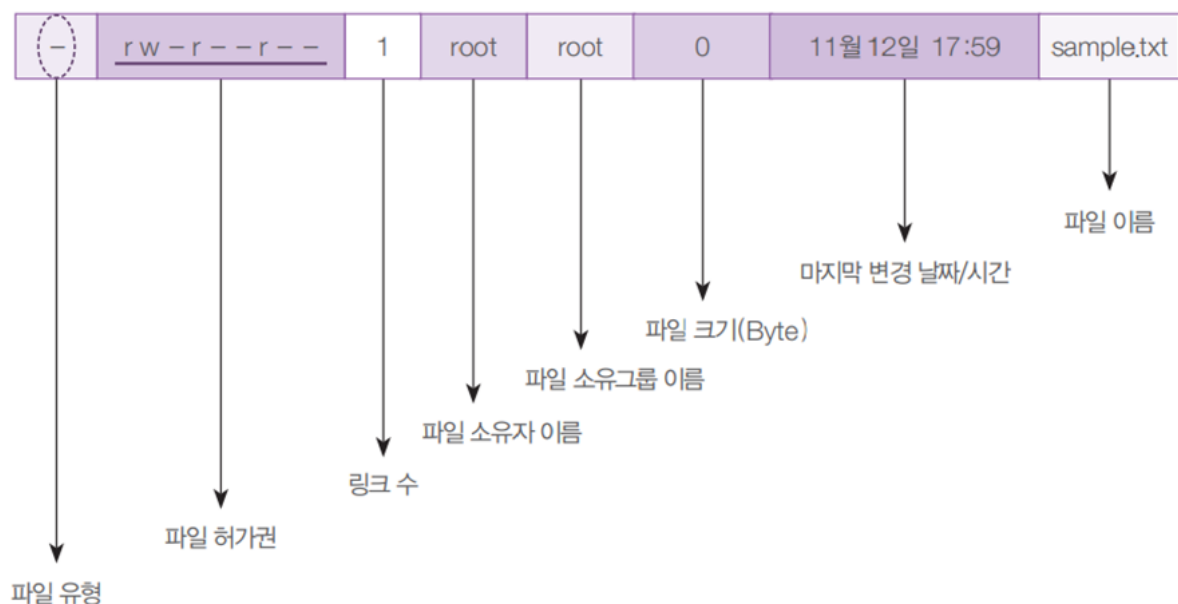 - rw-r--r-- 1 root root 0 11월 12일 17:59 sample.txt
파일 이름
마지막 변경 날짜/시간
파일 크기(Byte)
파일 소유그룹 이름
파일 소유자 이름
링크 수
파일 허가권
파일 유형